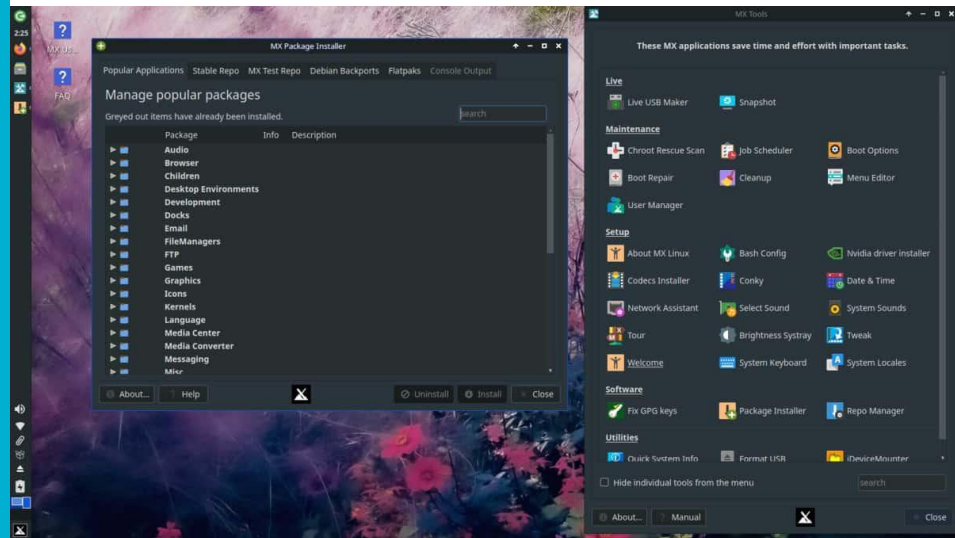 2:25
MX Us...
FAQ
MX Package Installer
Popular Applications Stable Repo MX Test Repo Debian Backports Flatpaks Console Output
Manage popular packages
Greyed out items have already been installed.
search
Package Info Description
Audio
Browser
Children
Desktop Environments
Development
Docks
Email
FileManagers
FTP
Games
Graphics
Icons
Kernels
Language
Media Center
Media Converter
Messaging
Misc
About... ? Help
Uninstall Install Close
MX Tools
These MX applications save time and effort with important tasks.
Live
Live USB Maker Snapshot
Maintenance
Chroot Rescue Scan Job Scheduler Boot Options
Boot Repair Cleanup Menu Editor
User Manager
Setup
About MX Linux Bash Config Nvidia driver installer
Codecs Installer Conky Date & Time
Network Assistant Select Sound System Sounds
Tour Brightness Systray Tweak
Welcome System Keyboard System Locales
Software
Fix GPG keys Package Installer Repo Manager
Utilities
Quick System Info Format USB iDeviceMounter
Hide individual tools from the menu search
About... ? Manual Close